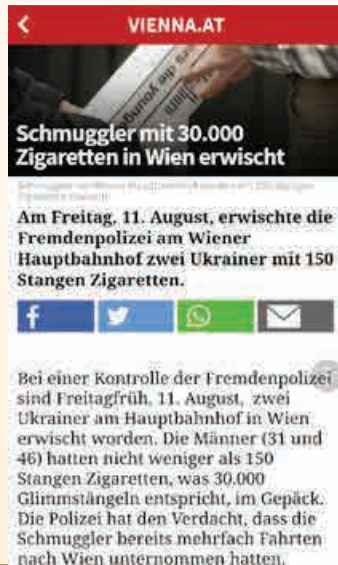 VIENNA.AT
Schmuggler mit 30.000
Zigaretten in Wien erwischt
Am Freitag, 11. August, erwischte die
Fremdenpolizei am Wiener
Hauptbahnhof zwei Ukrainer mit 150
Stangen Zigaretten.
Bei einer Kontrolle der Fremdenpolizei
sind Freitagfrüh, 11. August, zwei
Ukrainer am Hauptbahnhof in Wien
erwischt worden. Die Männer (31 und
46) hatten nicht weniger als 150
Stangen Zigaretten, was 30.000
Glimmstängeln entspricht, im Gepäck.
Die Polizei hat den Verdacht, dass die
Schmuggler bereits mehrfach Fahrten
nach Wien unternommen hatten.